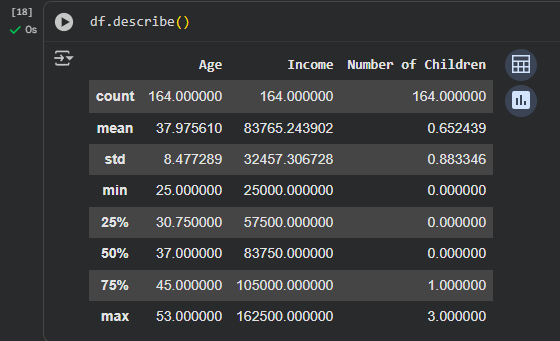 [18]
0s
df.describe()
Age Income Number of Children
count 164.000000 164.000000 164.000000
mean 37.975610 83765.243902 0.652439
std 8.477289 32457.306728 0.883346
min 25.000000 25000.000000 0.000000
25% 30.750000 57500.000000 0.000000
50% 37.000000 83750.000000 0.000000
75% 45.000000 105000.000000 1.000000
max 53.000000 162500.000000 3.000000